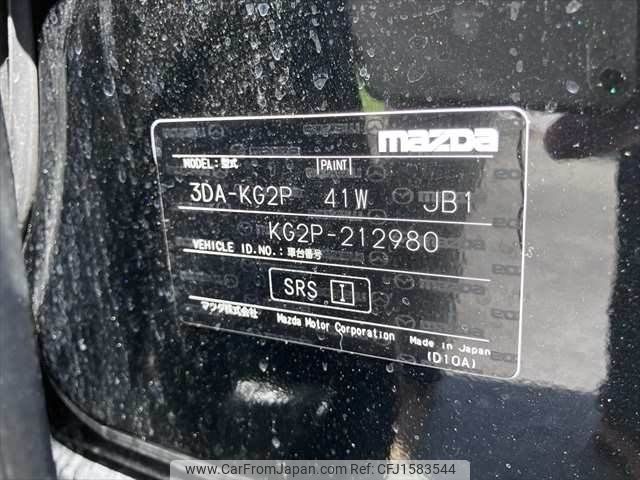 mazda
MODEL:型式 PAINT
3DA-KG2P 41W JB1
KG2P-212980
VEHICLE ID.NO.:車台番号
SRS I
マツダ株式会社 Mazda Motor Corporation Made in Japan
(D10A)
www.CarFromJapan.com - CFJ1583544